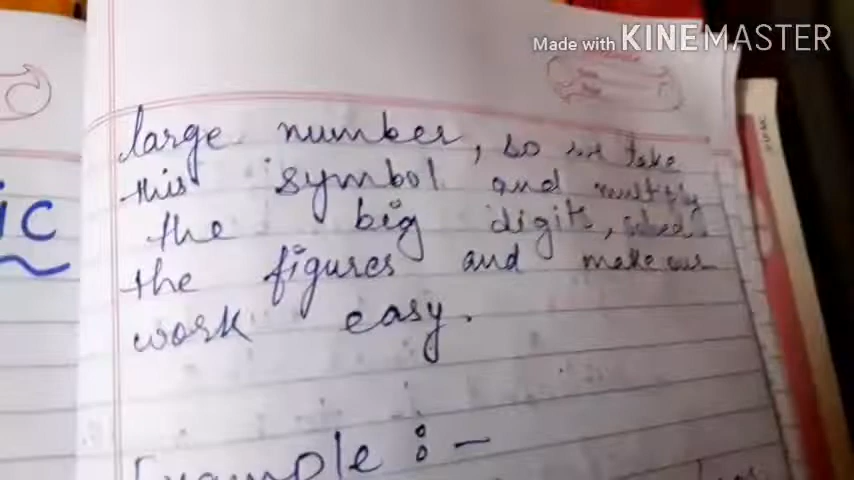 Made with KINEMASTER
ic
large number, so we take
this symbol and multiply
the big digits,
the figures and make our
work easy.
Example :-